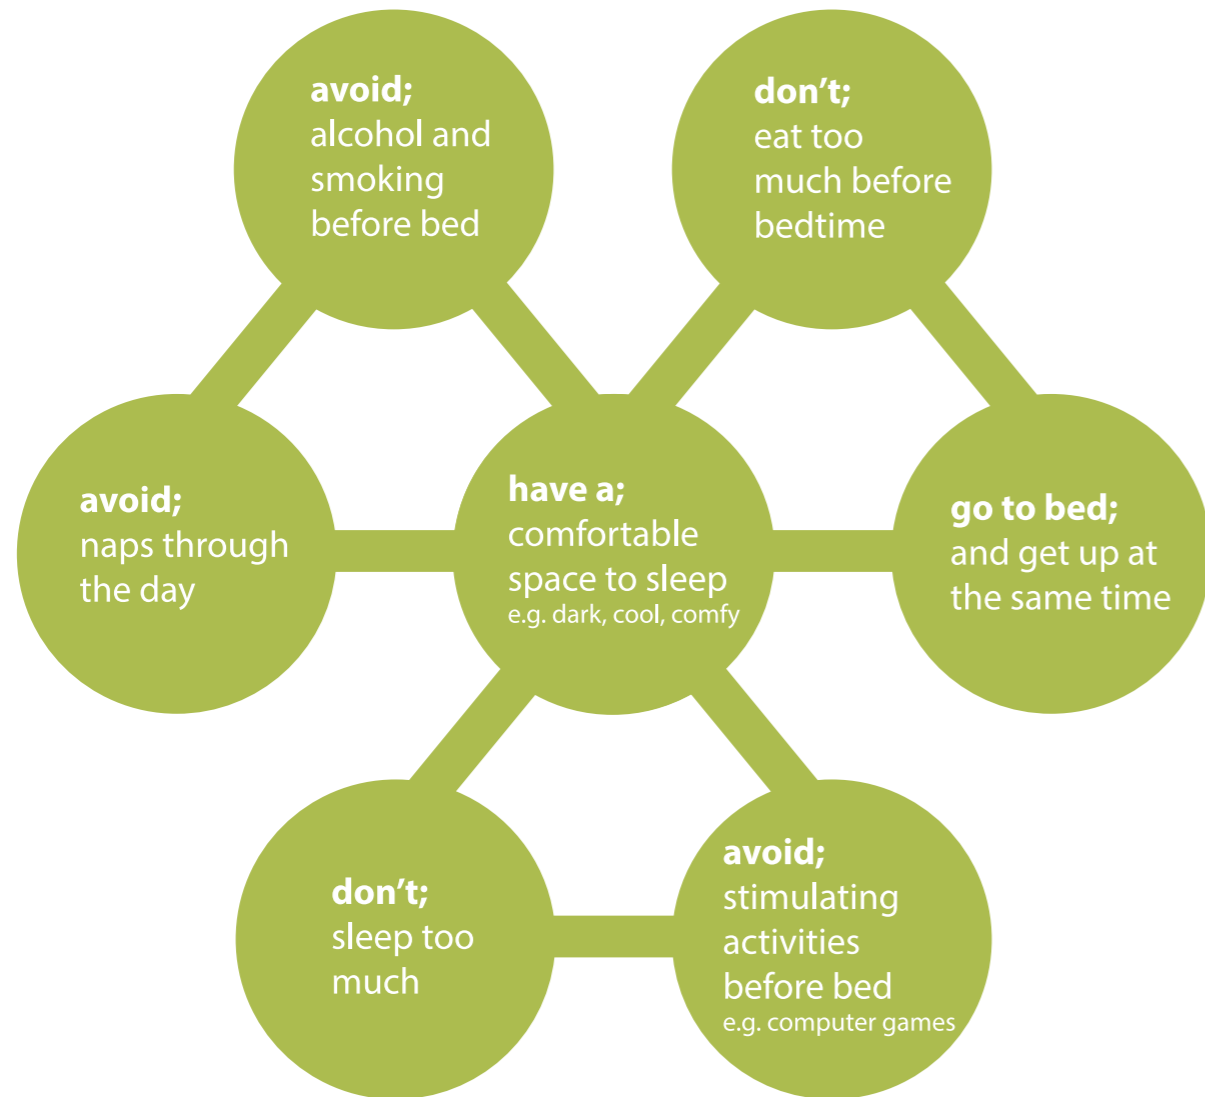 avoid;
alcohol and
smoking
before bed
don’t;
eat too
much before
bedtime
avoid;
naps through
the day
have a;
comfortable
space to sleep
e.g. dark, cool, comfy
go to bed;
and get up at
the same time
don’t;
sleep too
much
avoid;
stimulating
activities
before bed
e.g. computer games